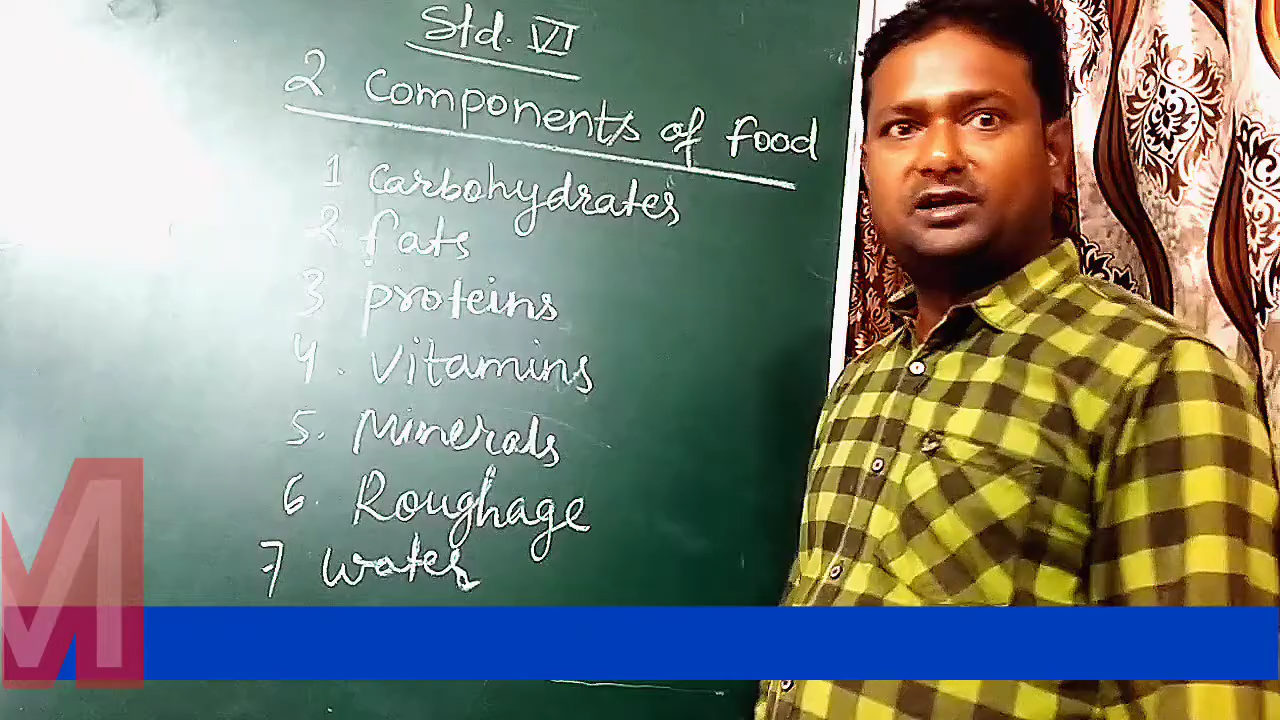 Std. VI
2. Components of food
1 carbohydrates
2 fats
3 proteins
4. Vitamins
5. Minerals
6. Roughage
7 water
M